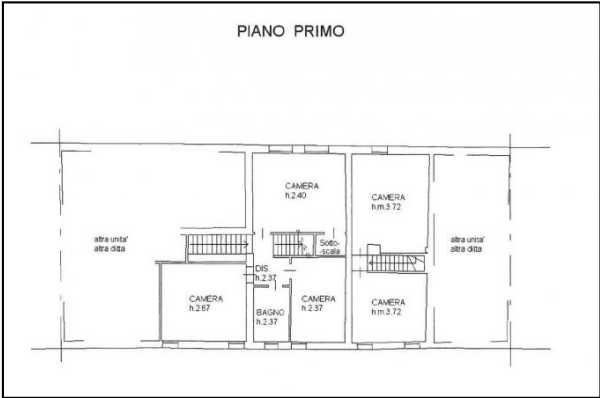 PIANO PRIMO
CAMERA
h.2.40
CAMERA
h.m.3.72
altra unita'
altra ditta
Sotto-
-scala
altra unita'
altra ditta
DIS.
h.2.37
CAMERA
h.2.67
BAGNO
h.2.37
CAMERA
h.2.37
CAMERA
h.m.3.72